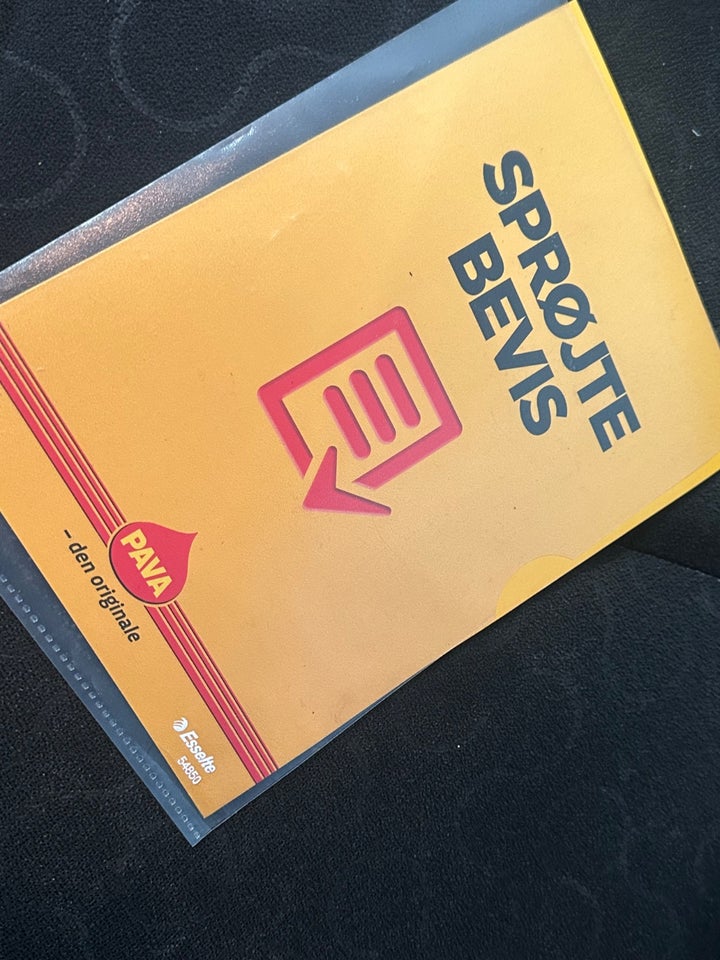 SPRØJTE
BEVIS
PAVA
– den originale
Esselte
54850